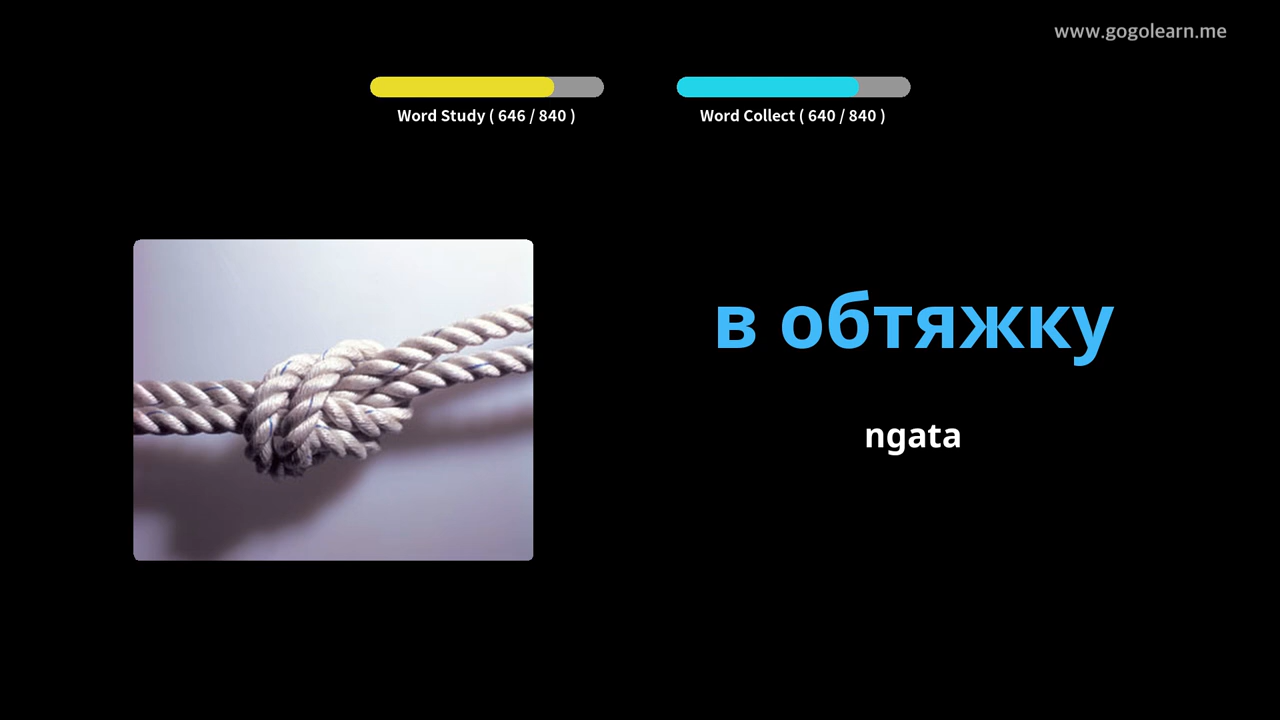 www.gogolearn.me
Word Study ( 646 / 840 )
Word Collect ( 640 / 840 )
в обтяжку
ngata